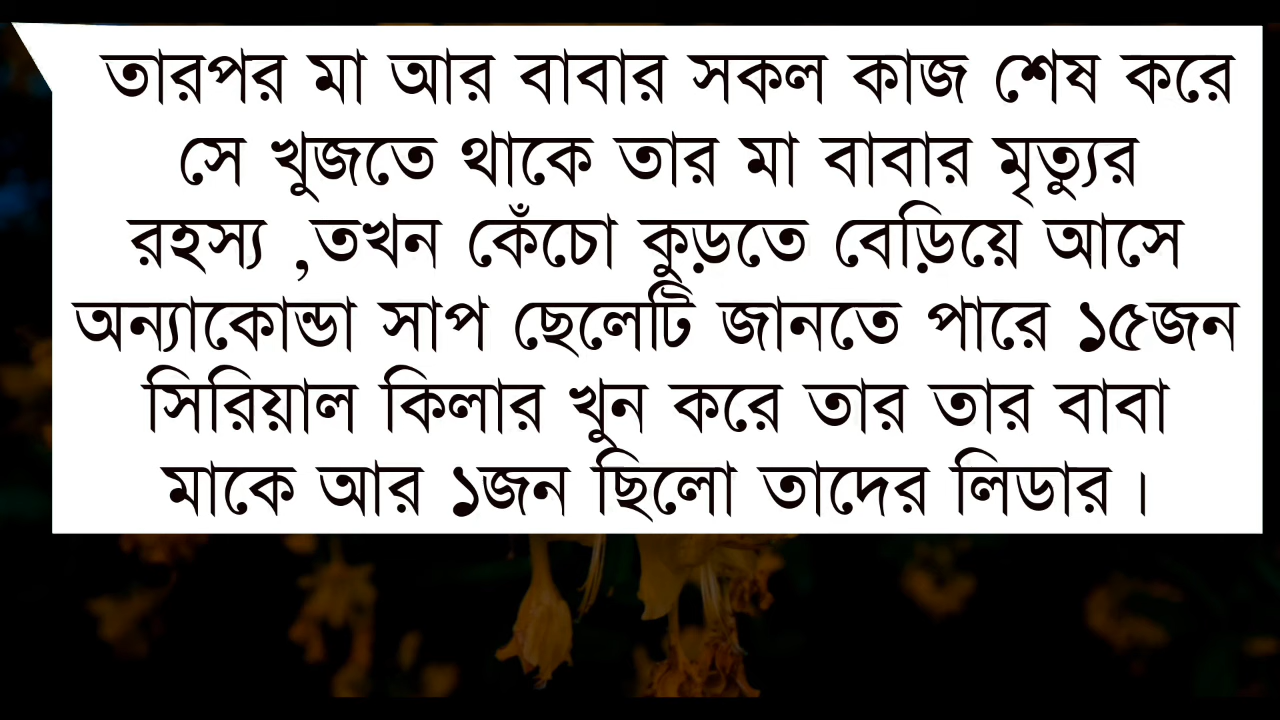 তারপর মা আর বাবার সকল কাজ শেষ করে
সে খুজতে থাকে তার মা বাবার মৃত্যুর
রহস্য ,তখন কেঁচো কুড়তে বেড়িয়ে আসে
অন্যাকোন্ডা সাপ ছেলেটি জানতে পারে ১৫জন
সিরিয়াল কিলার খুন করে তার তার বাবা
মাকে আর ১জন ছিলো তাদের লিডার।